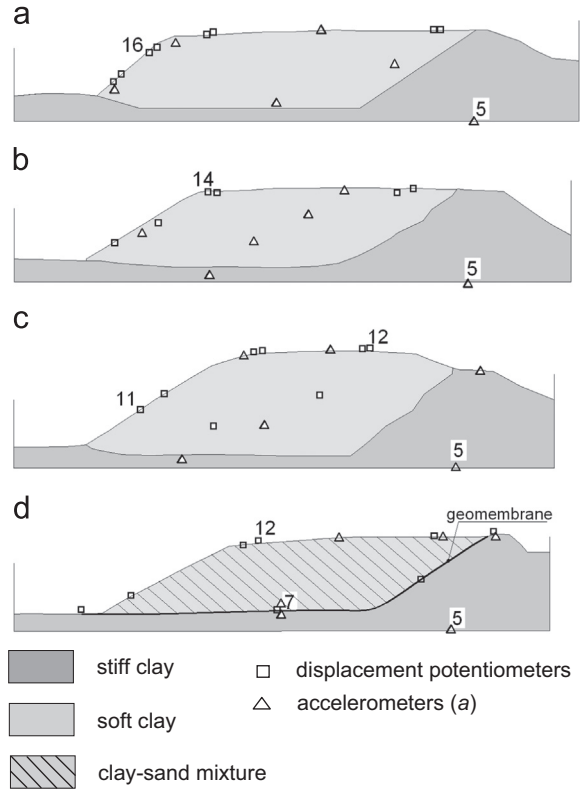 a
16
5
b
14
5
c
12
11
5
d
geomembrane
12
7
5
stiff clay
displacement potentiometers
accelerometers (a)
soft clay
clay-sand mixture